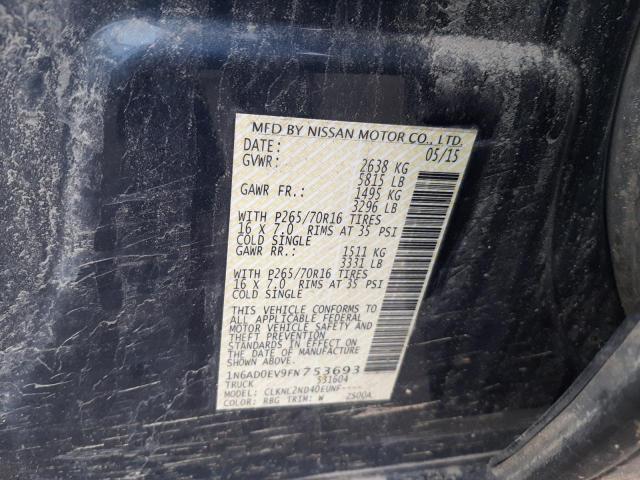 MFD BY NISSAN MOTOR CO., LTD.
DATE: 05/15
GVWR: 2638 KG
5815 LB
GAWR FR.: 1495 KG
3296 LB
WITH P265/70R16 TIRES
16 X 7.0 RIMS AT 35 PSI
COLD SINGLE
GAWR RR.: 1511 KG
3331 LB
WITH P265/70R16 TIRES
16 X 7.0 RIMS AT 35 PSI
COLD SINGLE
THIS VEHICLE CONFORMS TO
ALL APPLICABLE FEDERAL
MOTOR VEHICLE SAFETY AND
THEFT PREVENTION
STANDARDS IN EFFECT ON
THE DATE OF MANUFACTURE
1N6AD0EV9FN753693
TRUCK 531604
MODEL: CLKNL2ND40EUNF----
COLOR: RBG TRIM: W 2S00A